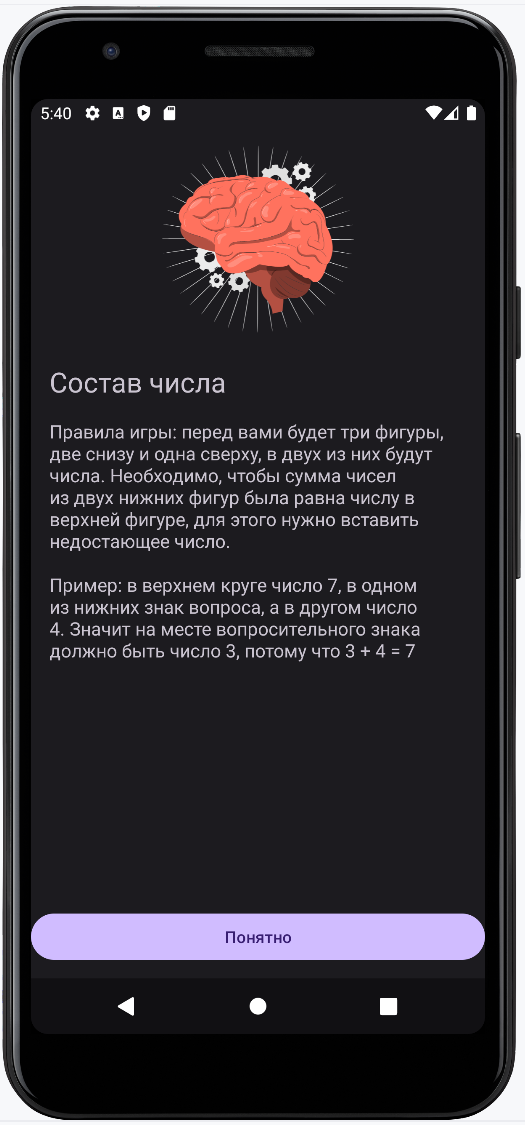 5:40
Состав числа
Правила игры: перед вами будет три фигуры,
две снизу и одна сверху, в двух из них будут
числа. Необходимо, чтобы сумма чисел
из двух нижних фигур была равна числу в
верхней фигуре, для этого нужно вставить
недостающее число.
Пример: в верхнем круге число 7, в одном
из нижних знак вопроса, а в другом число
4. Значит на месте вопросительного знака
должно быть число 3, потому что 3 + 4 = 7
Понятно